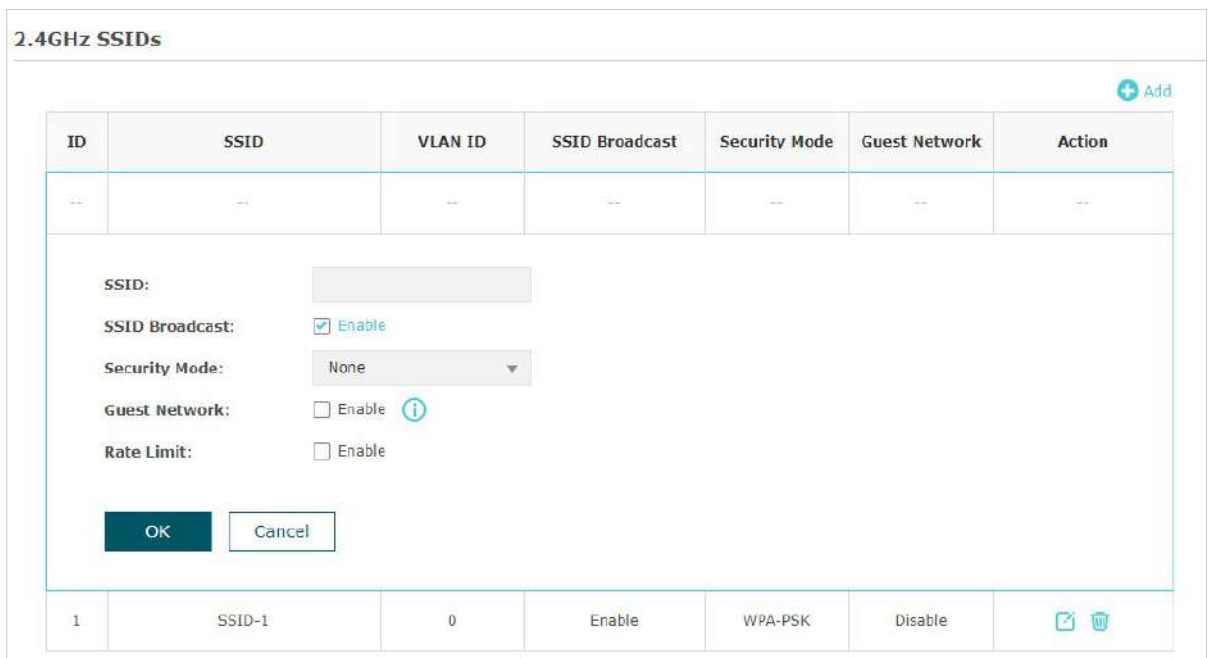 2.4GHz SSIDs
Add
ID SSID VLAN ID SSID Broadcast Security Mode Guest Network Action
-- -- -- -- -- -- --
SSID:
SSID Broadcast: Enable
Security Mode: None
Guest Network: Enable
Rate Limit: Enable
OK Cancel
1 SSID-1 0 Enable WPA-PSK Disable